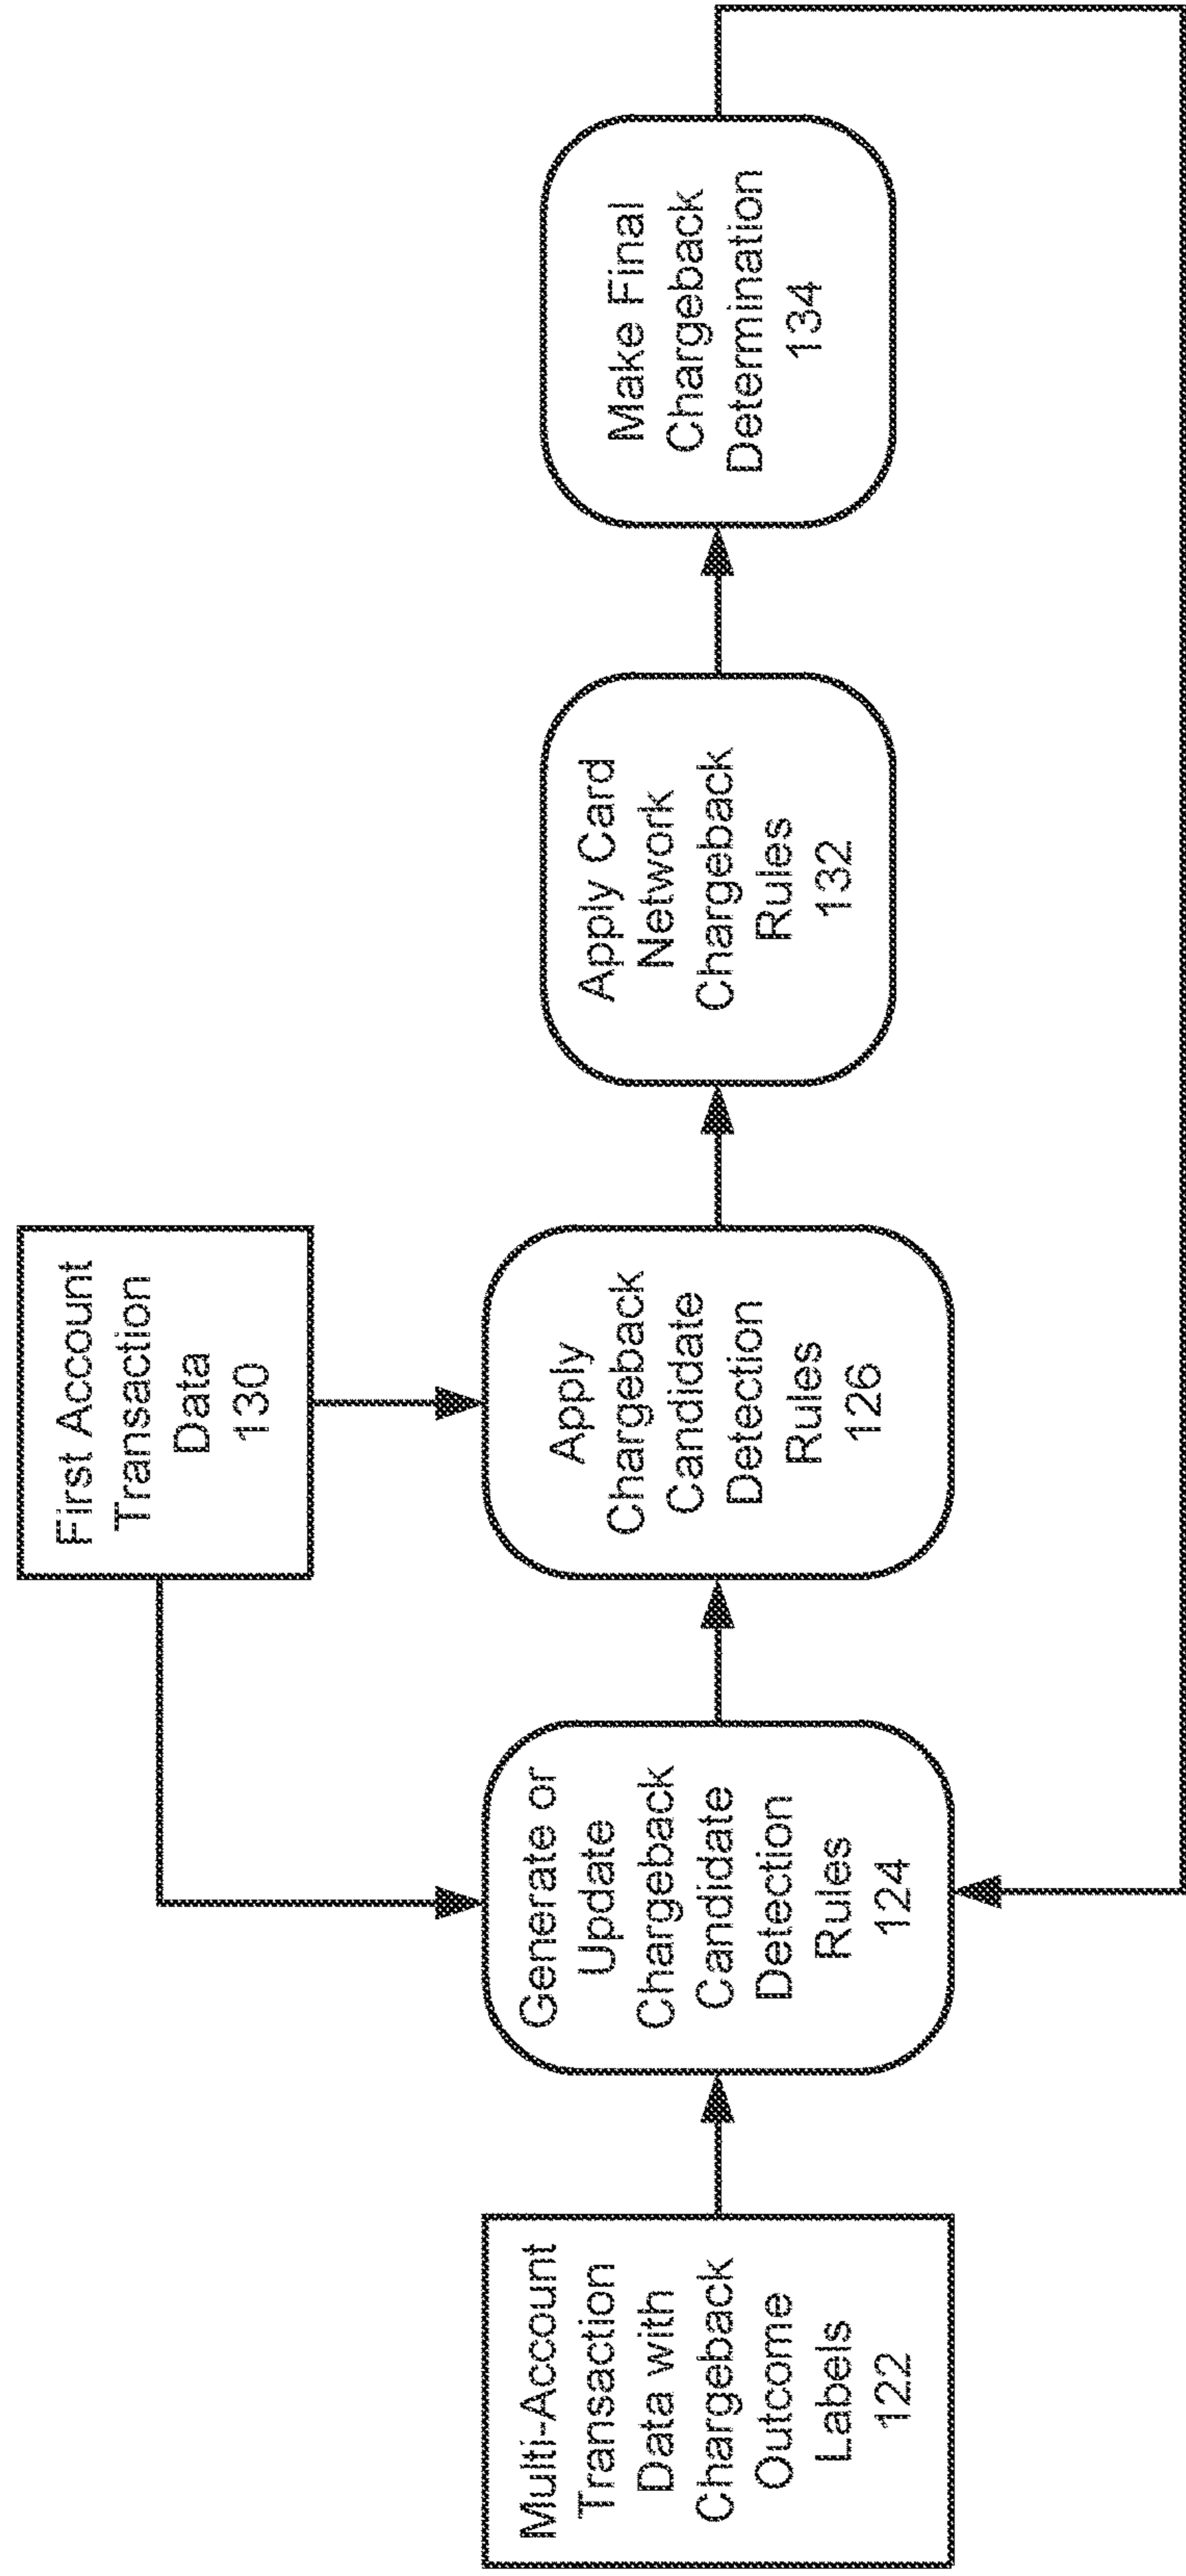 First Account
Transaction
Data
130
Multi-Account
Transaction
Data with
Chargeback
Outcome
Labels
122
Generate or
Update
Chargeback
Candidate
Detection
Rules
124
Apply
Chargeback
Candidate
Detection
Rules
126
Apply Card
Network
Chargeback
Rules
132
Make Final
Chargeback
Determination
134